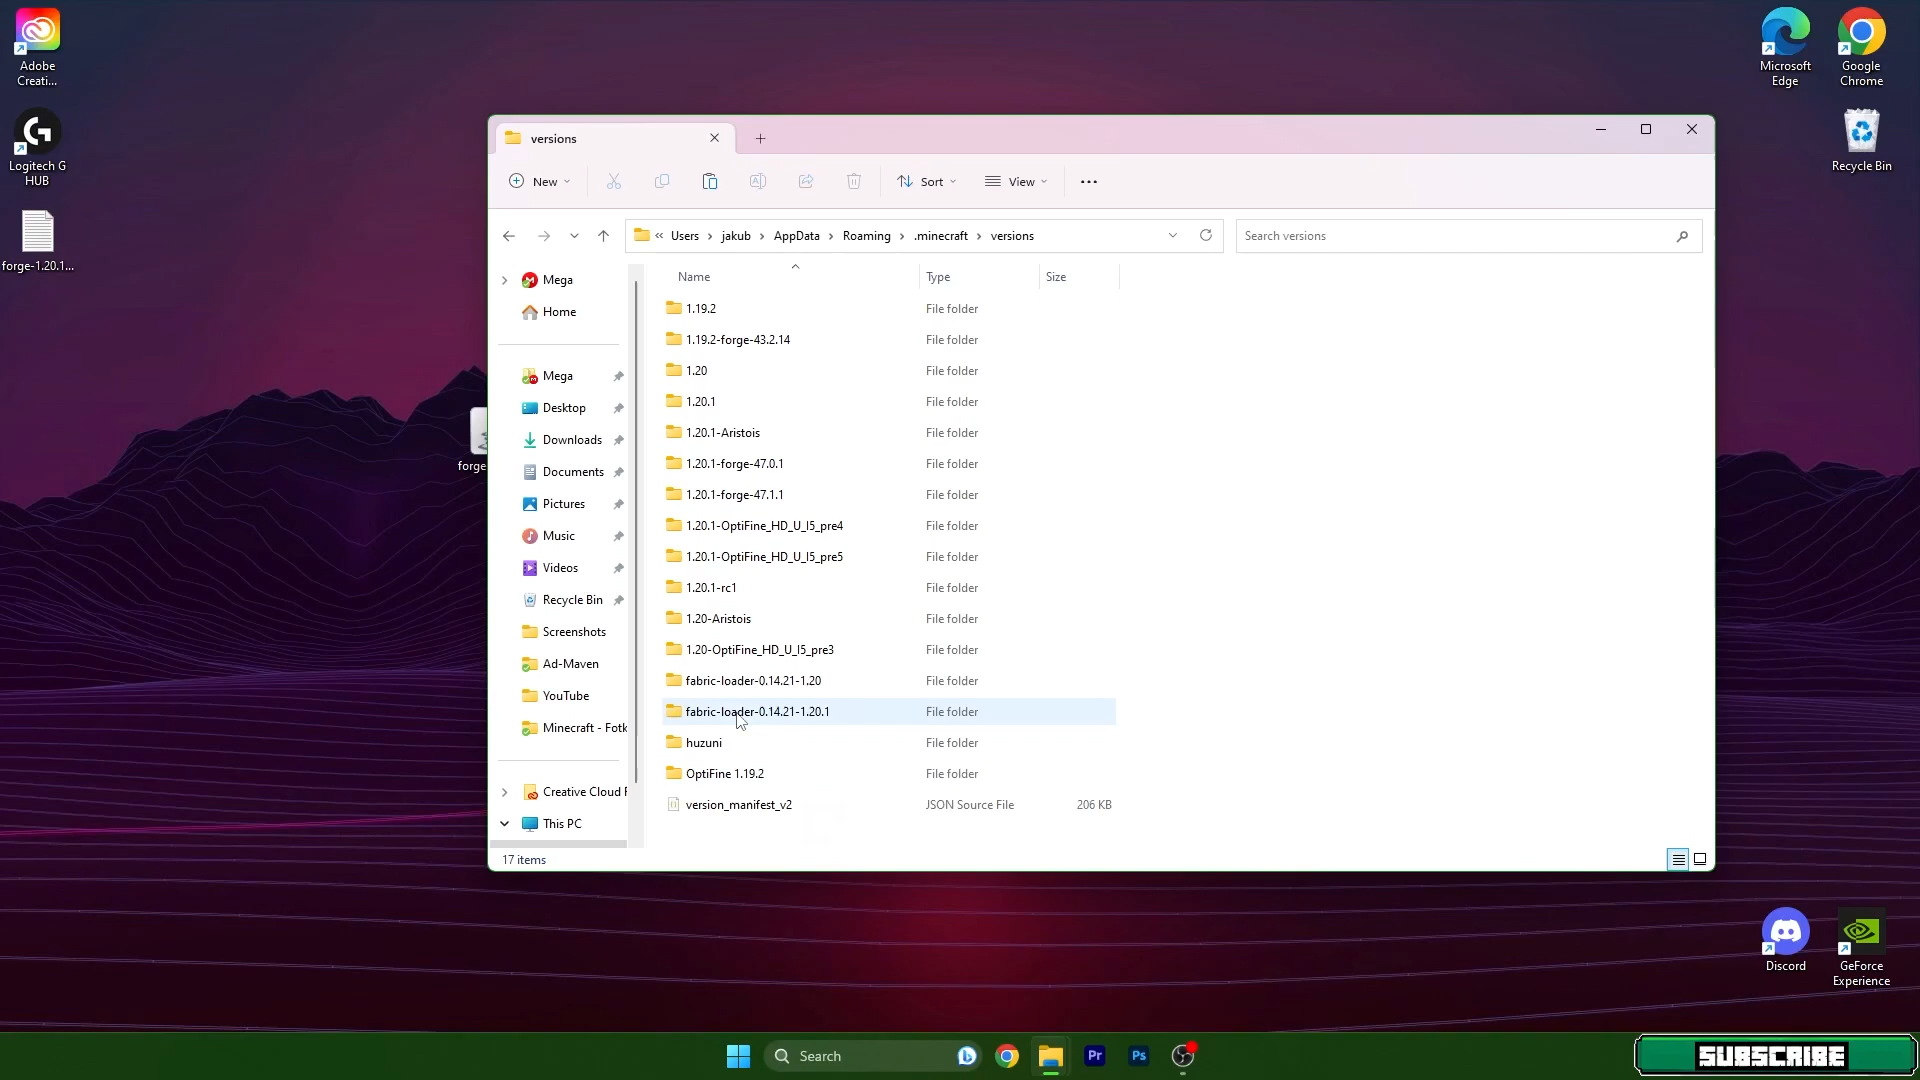 Adobe
Creati...
Logitech G
HUB
forge-1.20.1...
forge
Microsoft
Edge
Google
Chrome
Recycle Bin
versions
New
Sort
View
« Users > jakub > AppData > Roaming > .minecraft > versions
Search versions
Mega
Home
Mega
Desktop
Downloads
Documents
Pictures
Music
Videos
Recycle Bin
Screenshots
Ad-Maven
YouTube
Minecraft - Fotk
Creative Cloud F
This PC
Name Type Size
1.19.2 File folder
1.19.2-forge-43.2.14 File folder
1.20 File folder
1.20.1 File folder
1.20.1-Aristois File folder
1.20.1-forge-47.0.1 File folder
1.20.1-forge-47.1.1 File folder
1.20.1-OptiFine_HD_U_I5_pre4 File folder
1.20.1-OptiFine_HD_U_I5_pre5 File folder
1.20.1-rc1 File folder
1.20-Aristois File folder
1.20-OptiFine_HD_U_I5_pre3 File folder
fabric-loader-0.14.21-1.20 File folder
fabric-loader-0.14.21-1.20.1 File folder
huzuni File folder
OptiFine 1.19.2 File folder
version_manifest_v2 JSON Source File 206 KB
17 items
Discord
GeForce
Experience
Search
Pr
Ps
SUBSCRIBE